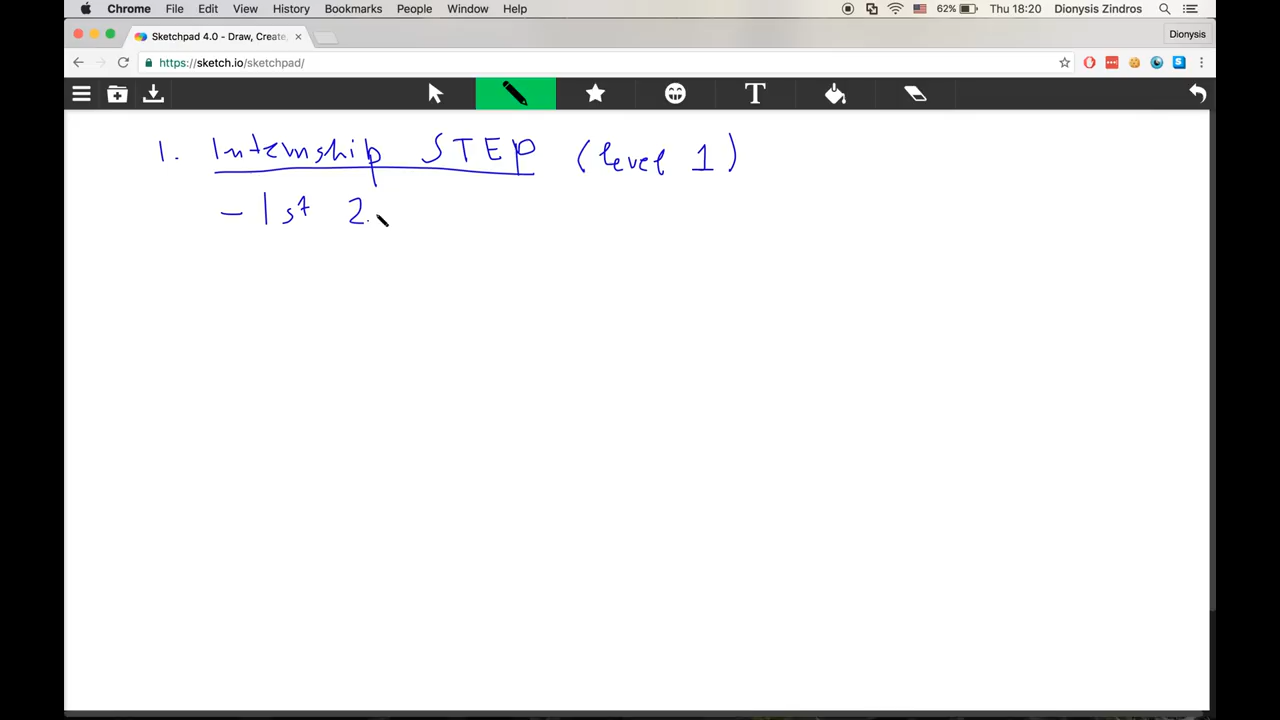 Chrome File Edit View History Bookmarks People Window Help 62% Thu 18:20 Dionysis Zindros
Sketchpad 4.0 - Draw, Create, Dionysis
https://sketch.io/sketchpad/
T
1. Internship STEP (level 1)
- 1st 2.